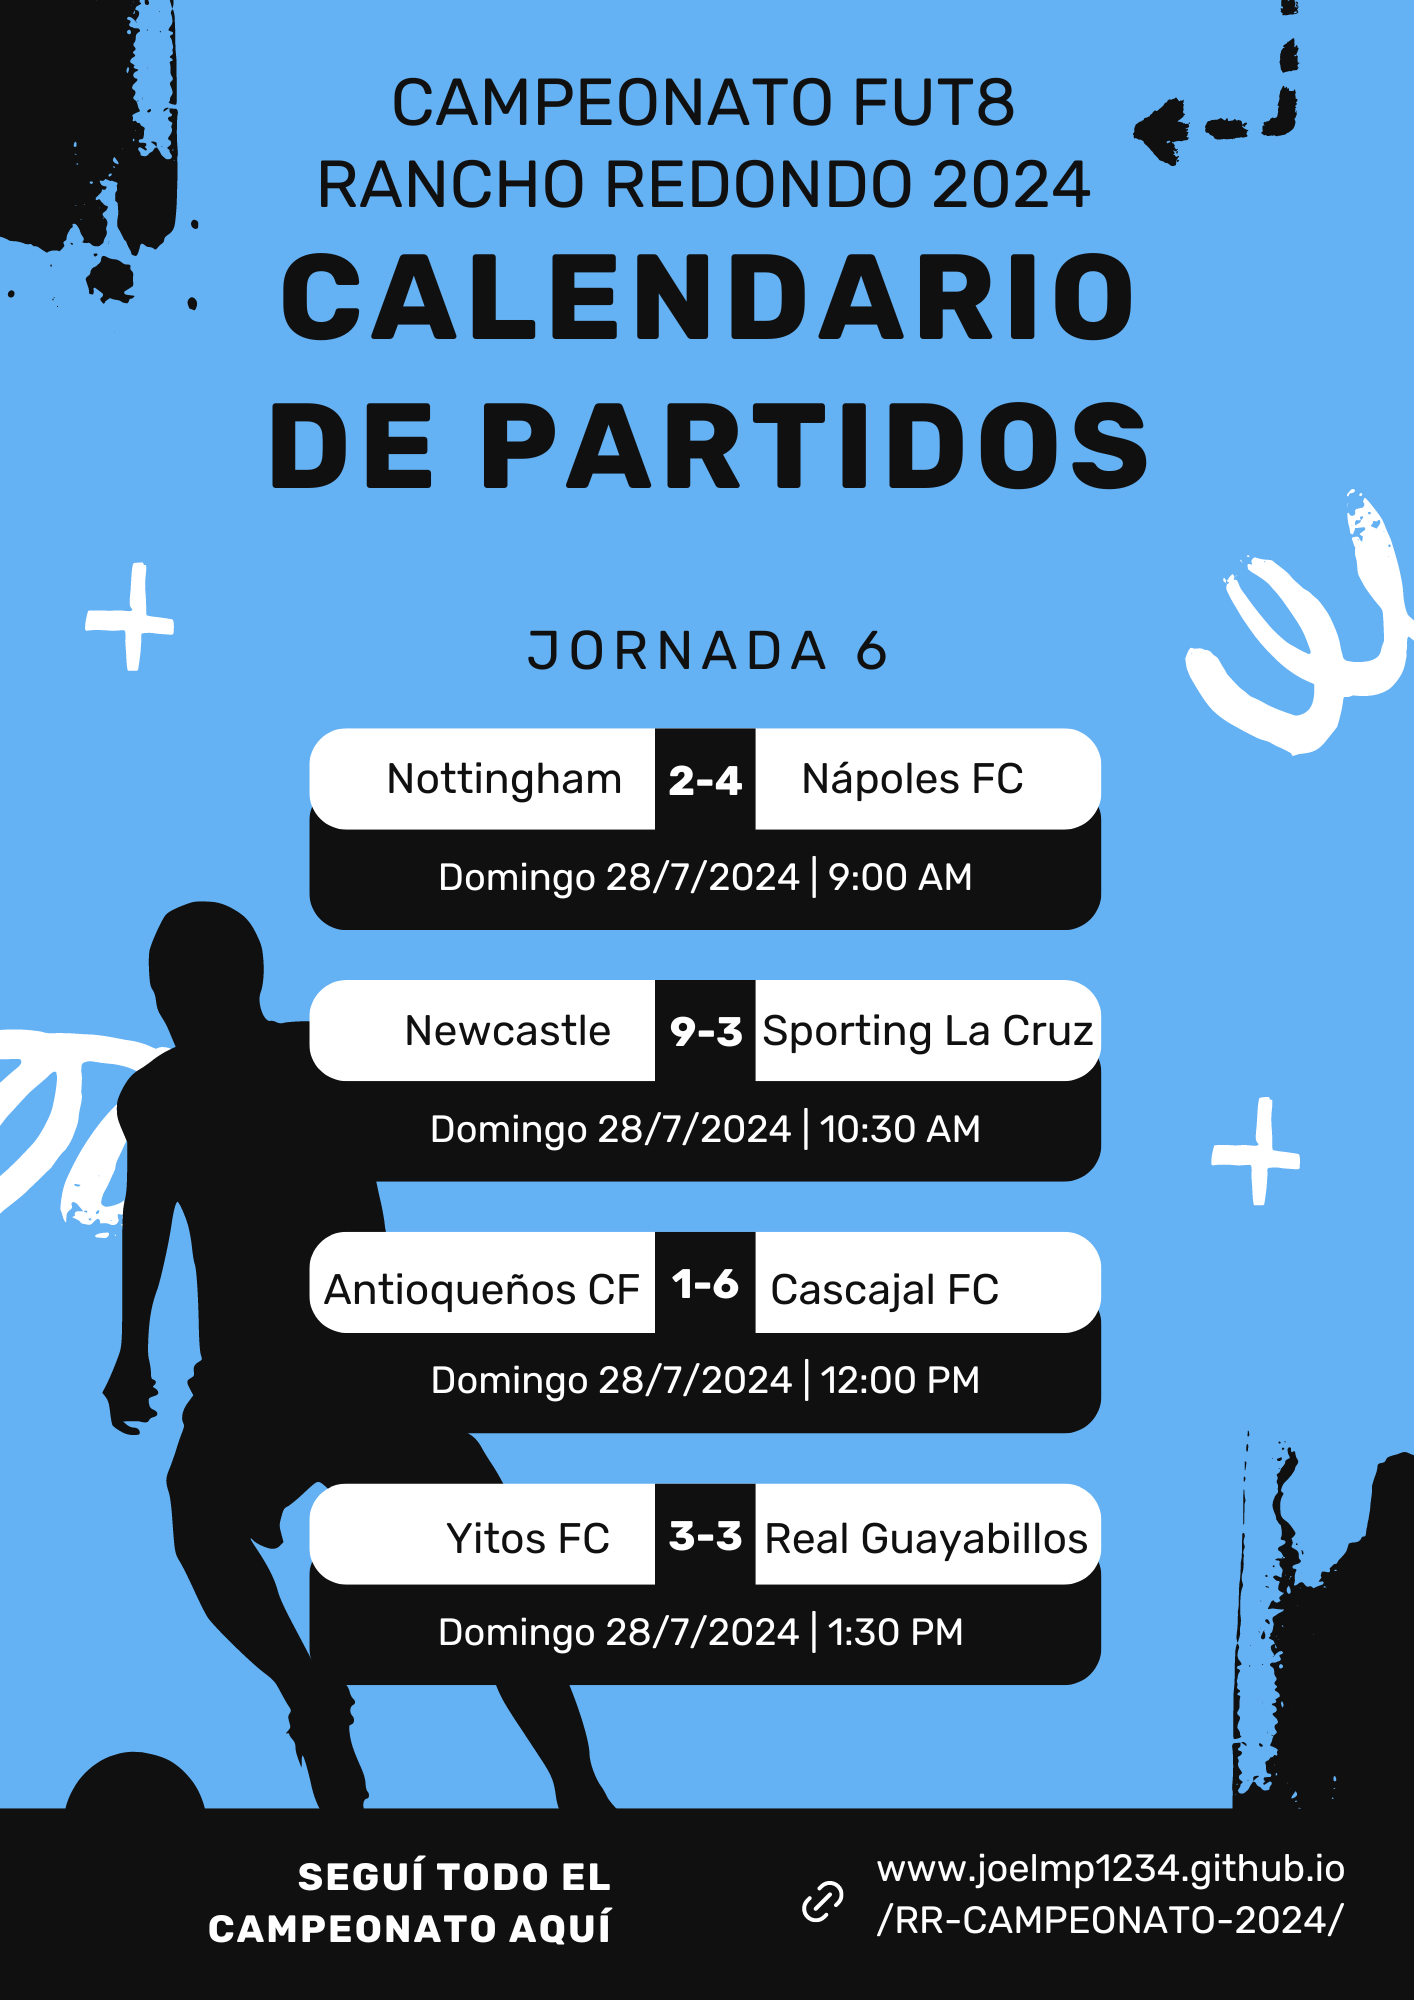 CAMPEONATO FUT8
RANCHO REDONDO 2024
CALENDARIO
DE PARTIDOS
JORNADA 6
Nottingham 2-4 Nápoles FC
Domingo 28/7/2024 | 9:00 AM
Newcastle 9-3 Sporting La Cruz
Domingo 28/7/2024 | 10:30 AM
Antioqueños CF 1-6 Cascajal FC
Domingo 28/7/2024 | 12:00 PM
Yitos FC 3-3 Real Guayabillos
Domingo 28/7/2024 | 1:30 PM
SEGUÍ TODO EL
CAMPEONATO AQUÍ
www.joelmp1234.github.io
/RR-CAMPEONATO-2024/